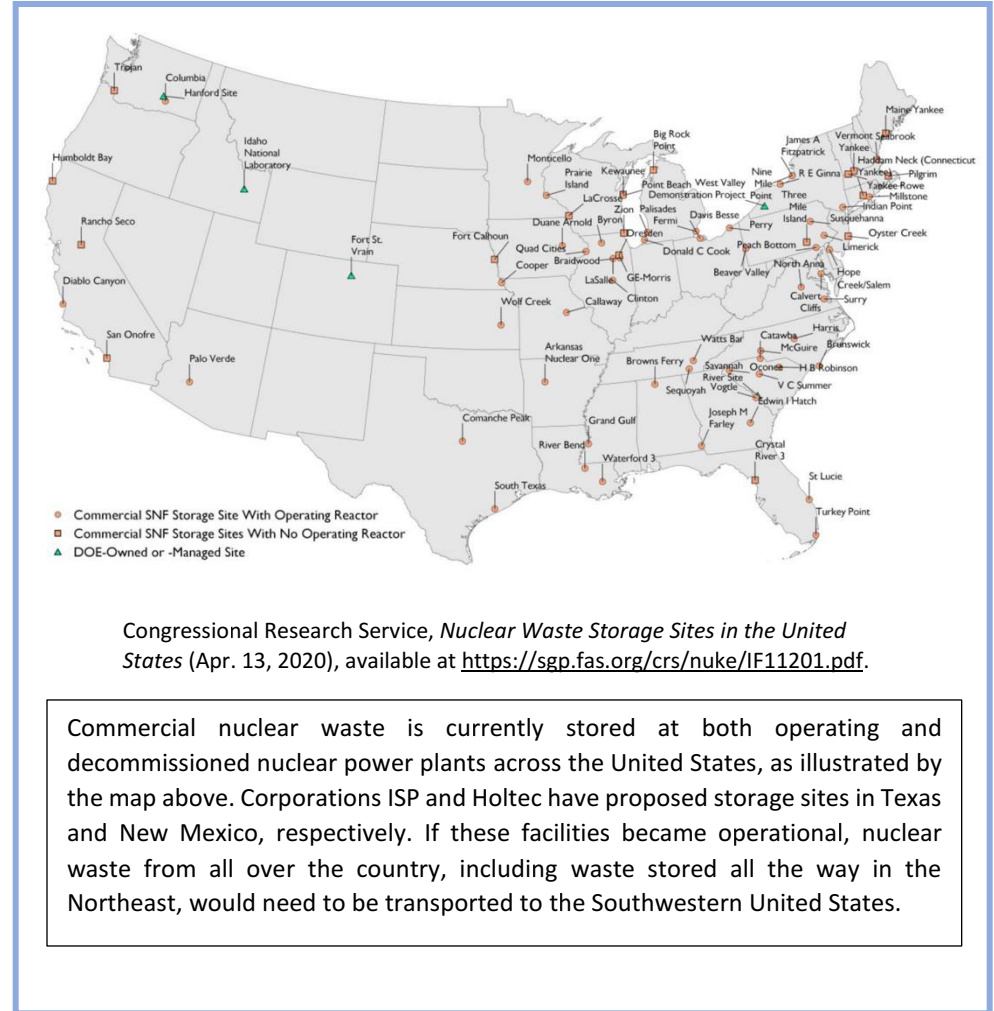 Trojan
Columbia
Hanford Site
Idaho
National
Laboratory
Humboldt Bay
Rancho Seco
Diablo Canyon
San Onofre
Palo Verde
Fort St.
Vrain
Monticello
Prairie
Island
LaCrosse
Big Rock
Point
Kewaunee
Point Beach
Zion
Palisades
Fermi
Davis Besse
Perry
Donald C Cook
Dresden
Duane Arnold
Byron
Quad Cities
Braidwood
LaSalle
GE-Morris
Clinton
Fort Calhoun
Cooper
Wolf Creek
Callaway
Arkansas
Nuclear One
Comanche Peak
South Texas
River Bend
Grand Gulf
Waterford 3
Browns Ferry
Watts Bar
Sequoyah
Savannah
River Site
Vogtle
Oconee
Catawba
McGuire
Harris
Brunswick
H B Robinson
V C Summer
Edwin I Hatch
Joseph M
Farley
Crystal
River 3
St Lucie
Turkey Point
West Valley
Demonstration Project
Nine
Mile
Point
James A
Fitzpatrick
R E Ginna
Three
Mile
Island
Beaver Valley
Peach Bottom
Susquehanna
Limerick
Oyster Creek
Indian Point
Millstone
Yankee Rowe
Pilgrim
Haddam Neck (Connecticut
Yankee)
Vermont
Yankee
Seabrook
Maine Yankee
North Anna
Calvert
Cliffs
Hope
Creek/Salem
Surry
Commercial SNF Storage Site With Operating Reactor
Commercial SNF Storage Sites With No Operating Reactor
DOE-Owned or -Managed Site
Congressional Research Service, Nuclear Waste Storage Sites in the United
States (Apr. 13, 2020), available at https://sgp.fas.org/crs/nuke/IF11201.pdf.
Commercial nuclear waste is currently stored at both operating and
decommissioned nuclear power plants across the United States, as illustrated by
the map above. Corporations ISP and Holtec have proposed storage sites in Texas
and New Mexico, respectively. If these facilities became operational, nuclear
waste from all over the country, including waste stored all the way in the
Northeast, would need to be transported to the Southwestern United States.